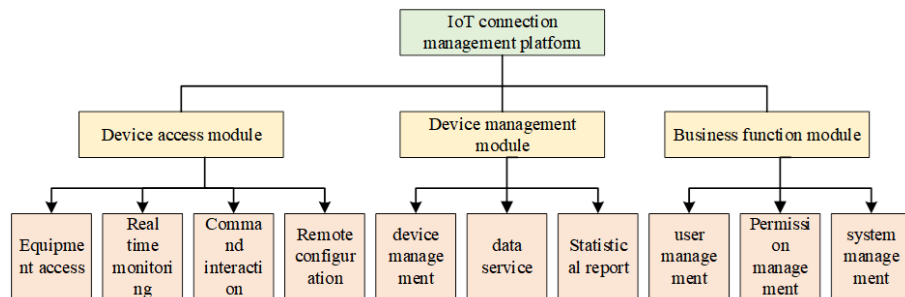 IoT connection
management platform
Device access module
Device management
module
Business function module
Equipme
nt access
Real
time
monitori
ng
Comma
nd
interacti
on
Remote
configur
ation
device
manage
ment
data
service
Statistic
al report
user
manage
ment
Permissi
on
manage
ment
system
manage
ment